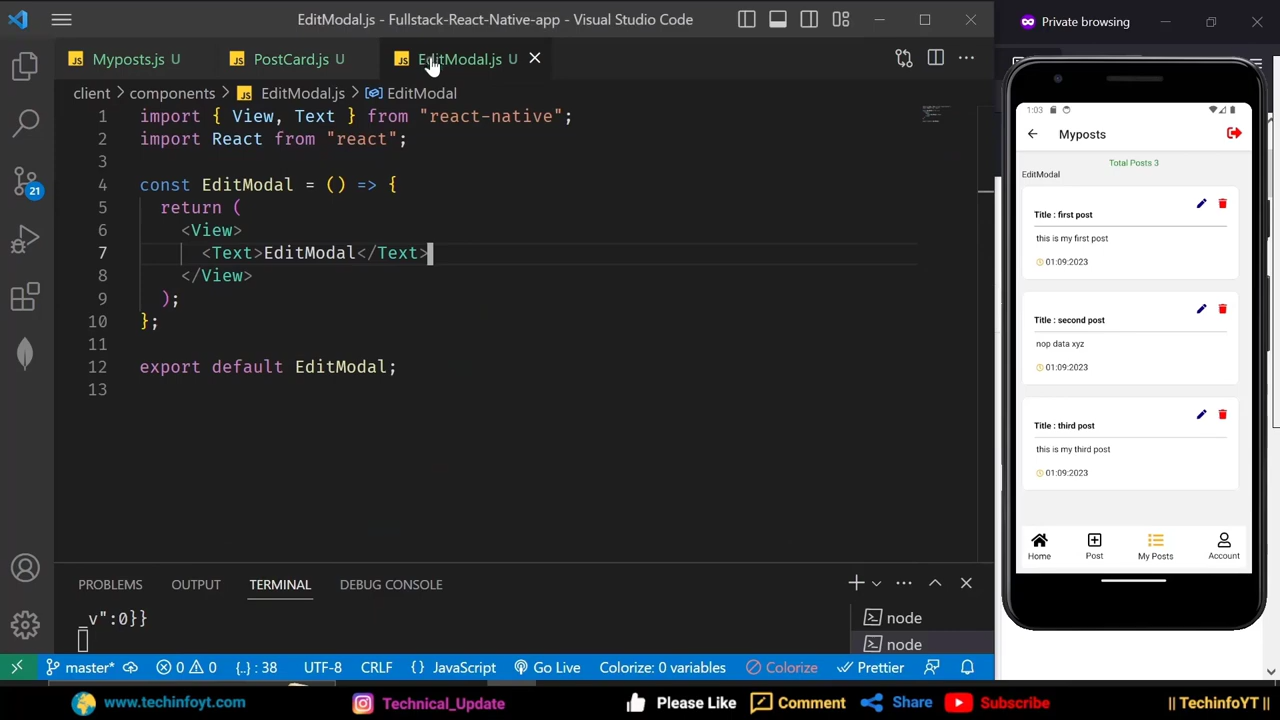 EditModal.js - Fullstack-React-Native-app - Visual Studio Code
Private browsing
Myposts.js U
PostCard.js U
EditModal.js U
client > components > EditModal.js > EditModal
1 import { View, Text } from "react-native";
2 import React from "react";
3
4 const EditModal = () => {
5 return (
6 <View>
7 <Text>EditModal</Text>
8 </View>
9 );
10 };
11
12 export default EditModal;
13
1:03
Myposts
Total Posts 3
EditModal
Title : first post
this is my first post
01:09:2023
Title : second post
nop data xyz
01:09:2023
Title : third post
this is my third post
01:09:2023
Home
Post
My Posts
Account
PROBLEMS
OUTPUT
TERMINAL
DEBUG CONSOLE
_v":0}}
node
node
21
master*
0
0
{..} : 38
UTF-8
CRLF
{} JavaScript
Go Live
Colorize: 0 variables
Colorize
Prettier
www.techinfoyt.com
Technical_Update
Please Like
Comment
Share
Subscribe
|| TechinfoYT ||